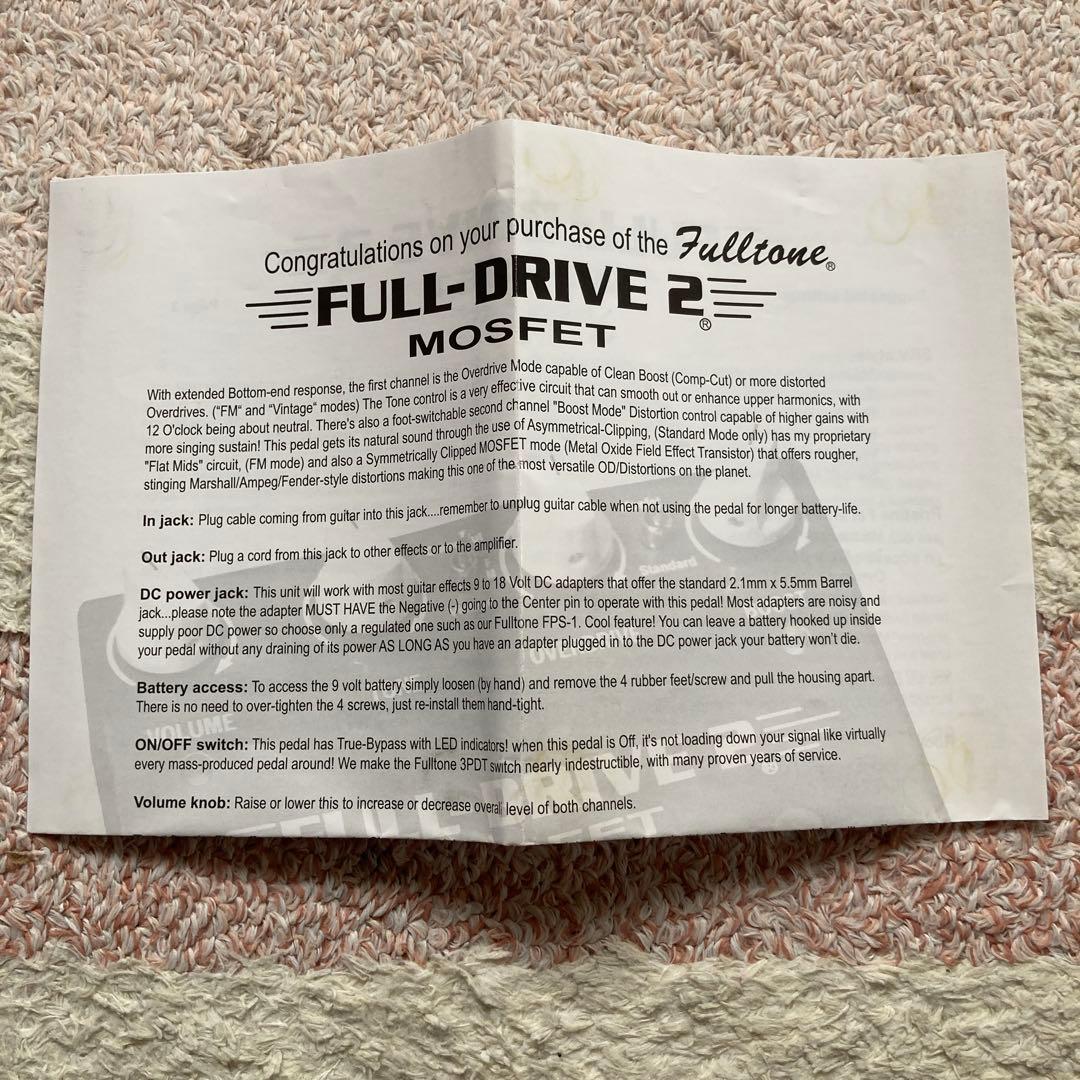 Congratulations on your purchase of the Fulltone®
FULL-DRIVE 2®
MOSFET
With extended Bottom-end response, the first channel is the Overdrive Mode capable of Clean Boost (Comp-Cut) or more distorted
Overdrives. ("FM" and "Vintage" modes) The Tone control is a very effective circuit that can smooth out or enhance upper harmonics, with
12 O'clock being about neutral. There's also a foot-switchable second channel "Boost Mode" Distortion control capable of higher gains with
more singing sustain! This pedal gets its natural sound through the use of Asymmetrical-Clipping, (Standard Mode only) has my proprietary
"Flat Mids" circuit, (FM mode) and also a Symmetrically Clipped MOSFET mode (Metal Oxide Field Effect Transistor) that offers rougher,
stinging Marshall/Ampeg/Fender-style distortions making this one of the most versatile OD/Distortions on the planet.
In jack: Plug cable coming from guitar into this jack....remember to unplug guitar cable when not using the pedal for longer battery-life.
Out jack: Plug a cord from this jack to other effects or to the amplifier.
Standard
DC power jack: This unit will work with most guitar effects 9 to 18 Volt DC adapters that offer the standard 2.1mm x 5.5mm Barrel
jack...please note the adapter MUST HAVE the Negative (-) going to the Center pin to operate with this pedal! Most adapters are noisy and
supply poor DC power so choose only a regulated one such as our Fulltone FPS-1. Cool feature! You can leave a battery hooked up inside
your pedal without any draining of its power AS LONG AS you have an adapter plugged in to the DC power jack your battery won't die.
Battery access: To access the 9 volt battery simply loosen (by hand) and remove the 4 rubber feet/screw and pull the housing apart.
There is no need to over-tighten the 4 screws, just re-install them hand-tight.
VOLUME
ON/OFF switch: This pedal has True-Bypass with LED indicators! when this pedal is Off, it's not loading down your signal like virtually
every mass-produced pedal around! We make the Fulltone 3PDT switch nearly indestructible, with many proven years of service.
Volume knob: Raise or lower this to increase or decrease overall level of both channels.
FULL-DRIVE 2®